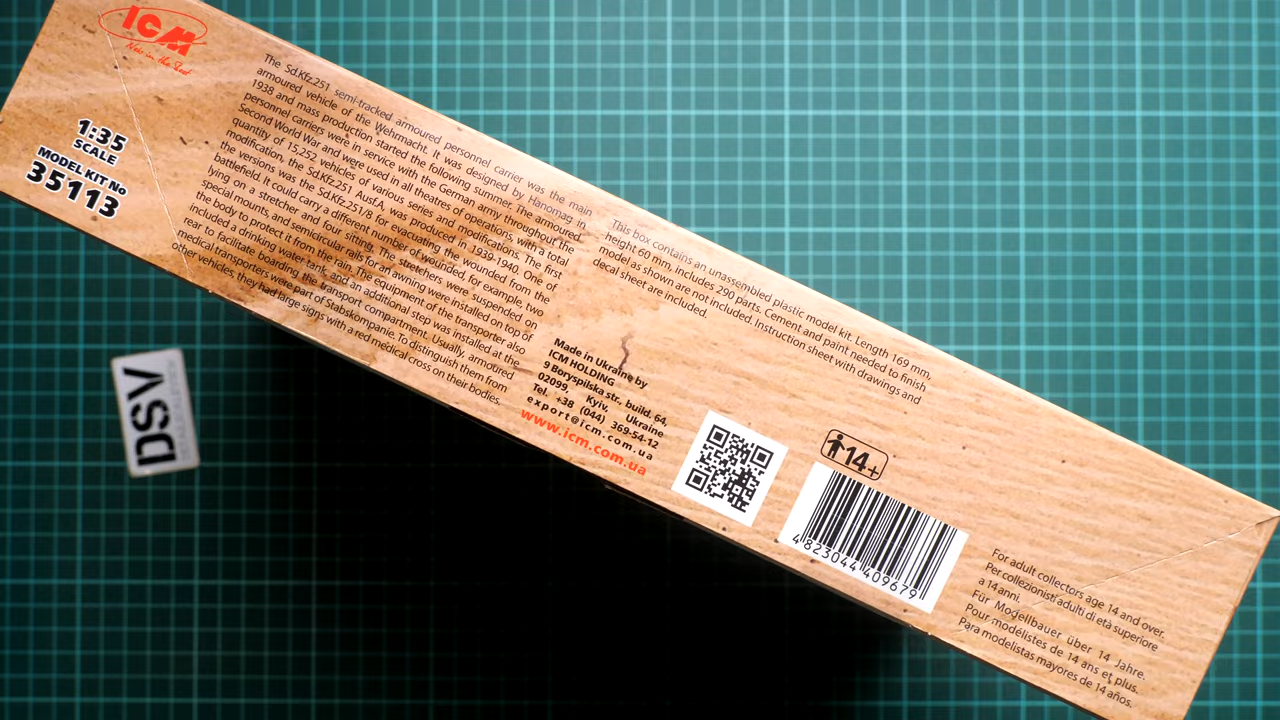 ICM
New in the Test
1:35
SCALE
MODEL KIT No
35113
The Sd.Kfz.251 semi-tracked armoured personnel carrier was the main
armoured vehicle of the Wehrmacht. It was designed by Hanomag in
1938 and mass production started the following summer. The armoured
personnel carriers were in service with the German army throughout the
Second World War and were used in all theatres of operations, with a total
quantity of 15,252 vehicles of various series and modifications. The first
modification, the Sd.Kfz.251 Ausf.A, was produced in 1939-1940. One of
the versions was the Sd.Kfz.251/8 for evacuating the wounded from the
battlefield. It could carry a different number of wounded, for example, two
lying on a stretcher and four sitting. The stretchers were suspended on
special mounts, and semicircular rails for an awning were installed on top of
the body to protect it from the rain. The equipment of the transporter also
included a drinking water tank, and an additional step was installed at the
rear to facilitate boarding the transport compartment. Usually, armoured
medical transporters were part of Stabskompanie. To distinguish them from
other vehicles, they had large signs with a red medical cross on their bodies.
This box contains an unassembled plastic model kit. Length 169 mm,
height 60 mm, includes 290 parts. Cement and paint need to finish
model as shown are not included. Instruction sheet with drawings and
decal sheet are included.
Made in Ukraine by
ICM HOLDING
9 Boryspilska str., build. 64,
02099, Kyiv, Ukraine
Tel. +38 (044) 369-54-12
export@icm.com.ua
www.icm.com.ua
14+
4 823044 409679
For adult collectors age 14 and over.
Per collezionisti adulti di età superiore
a 14 anni.
Für Modellbauer über 14 Jahre.
Pour modélistes de 14 ans et plus.
Para modelistas mayores de 14 años.
DSV